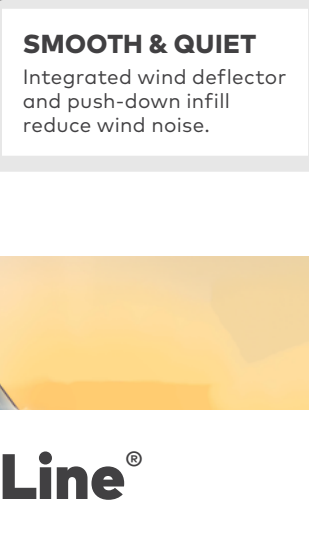 SMOOTH & QUIET
Integrated wind deflector
and push-down infill
reduce wind noise.
Line®